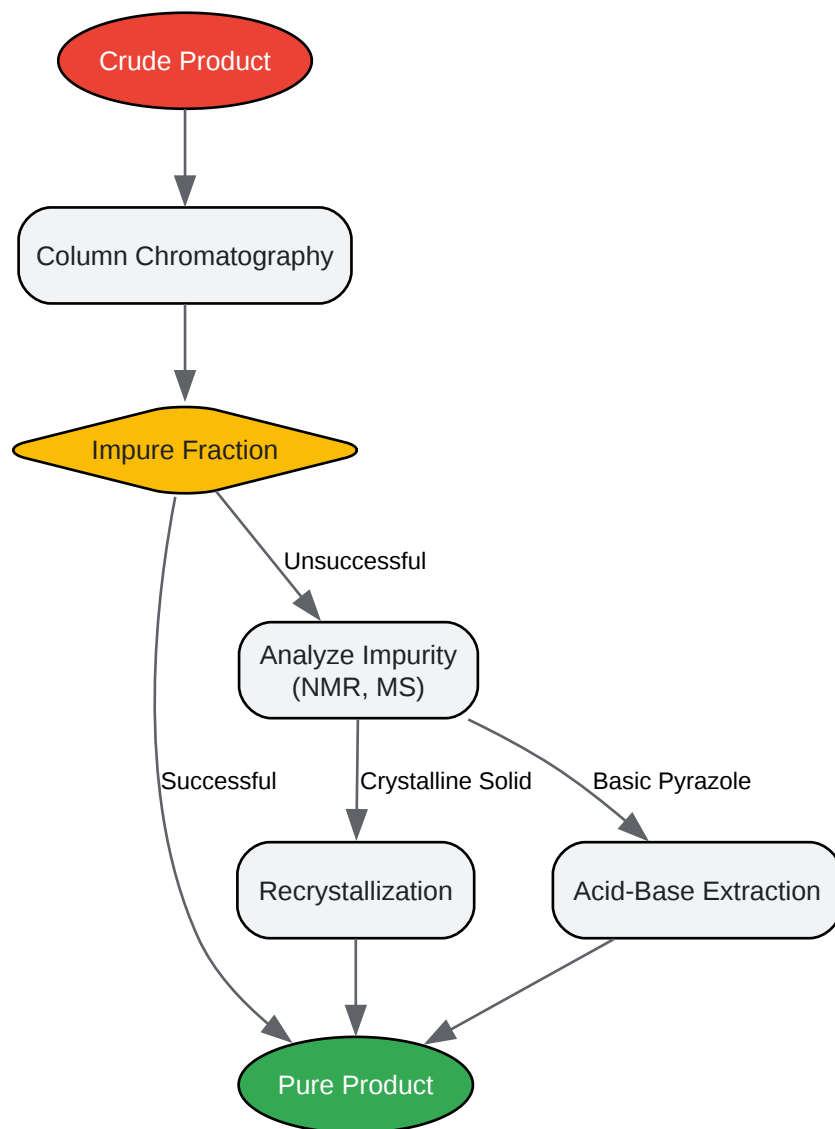 Crude Product
Column Chromatography
Impure Fraction
Unsuccessful
Analyze Impurity
(NMR, MS)
Successful
Crystalline Solid
Basic Pyrazole
Recrystallization
Acid-Base Extraction
Pure Product